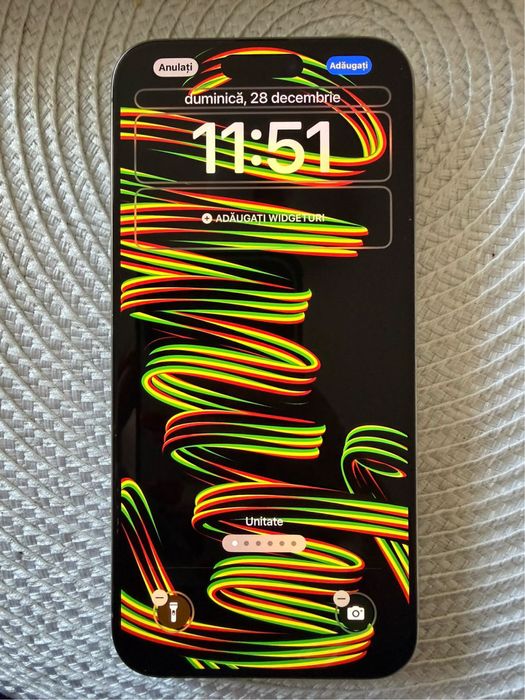 Anulați
Adăugați
duminică, 28 decembrie
11:51
ADĂUGAȚI WIDGETURI
Unitate